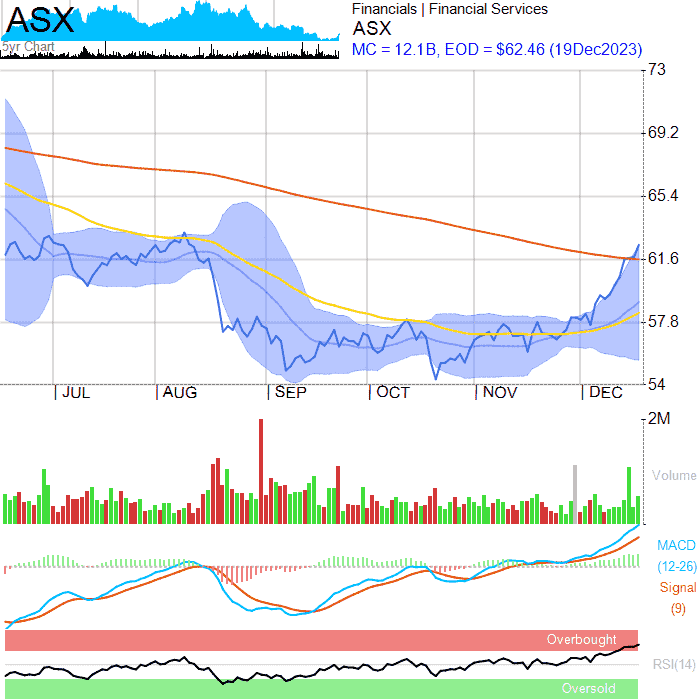 ASX
5yr Chart
Financials | Financial Services
ASX
MC = 12.1B, EOD = $62.46 (19Dec2023)
73
69.2
65.4
61.6
57.8
54
JUL AUG SEP OCT NOV DEC
2M
Volume
MACD
(12-26)
Signal
(9)
Overbought
RSI(14)
Oversold